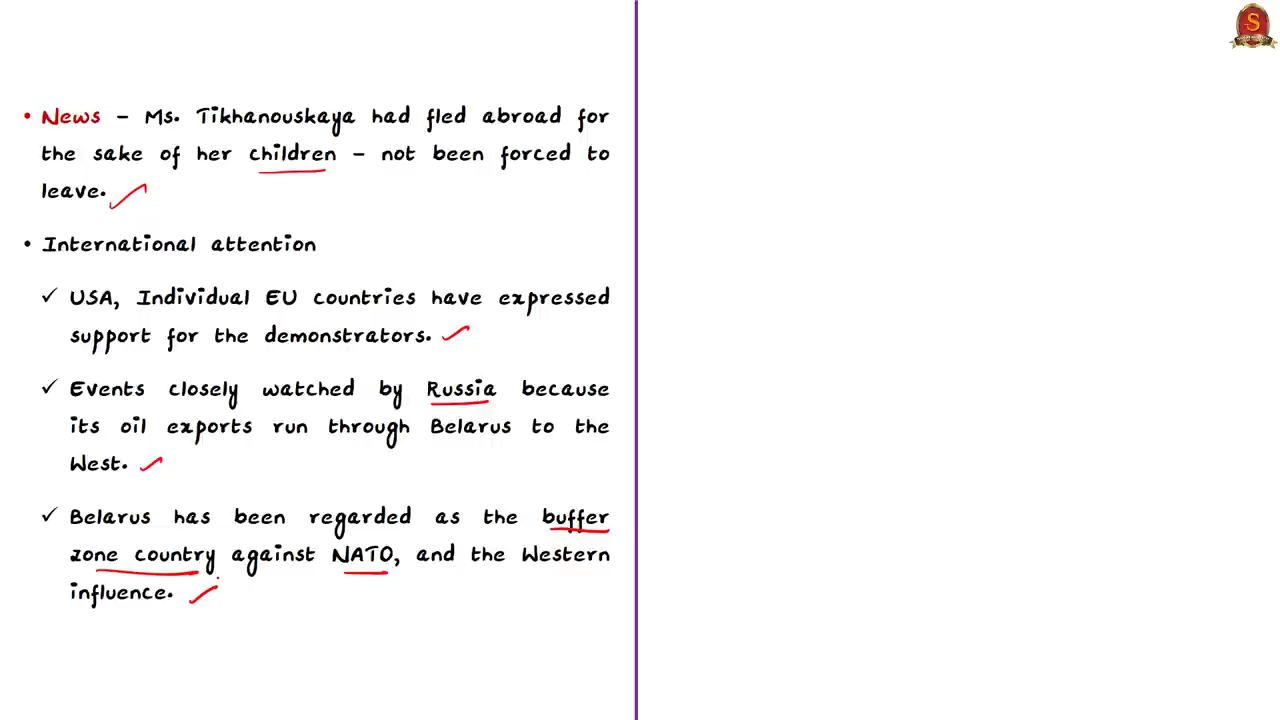 • News – Ms. Tikhanouskaya had fled abroad for
the sake of her children – not been forced to
leave.
• International attention
✓ USA, Individual EU countries have expressed
support for the demonstrators.
✓ Events closely watched by Russia because
its oil exports run through Belarus to the
West.
✓ Belarus has been regarded as the buffer
zone country against NATO, and the Western
influence.
S